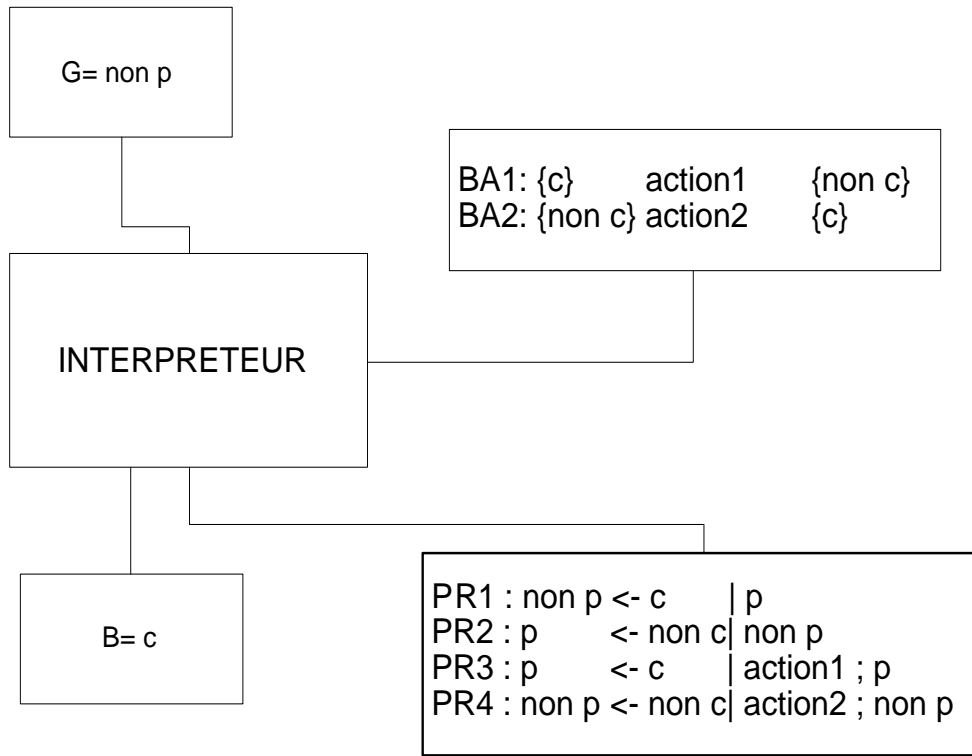 G= non p
BA1: {c} action1 {non c}
BA2: {non c} action2 {c}
INTERPRETEUR
B= c
PR1 : non p <- c | p
PR2 : p <- non c| non p
PR3 : p <- c | action1 ; p
PR4 : non p <- non c| action2 ; non p